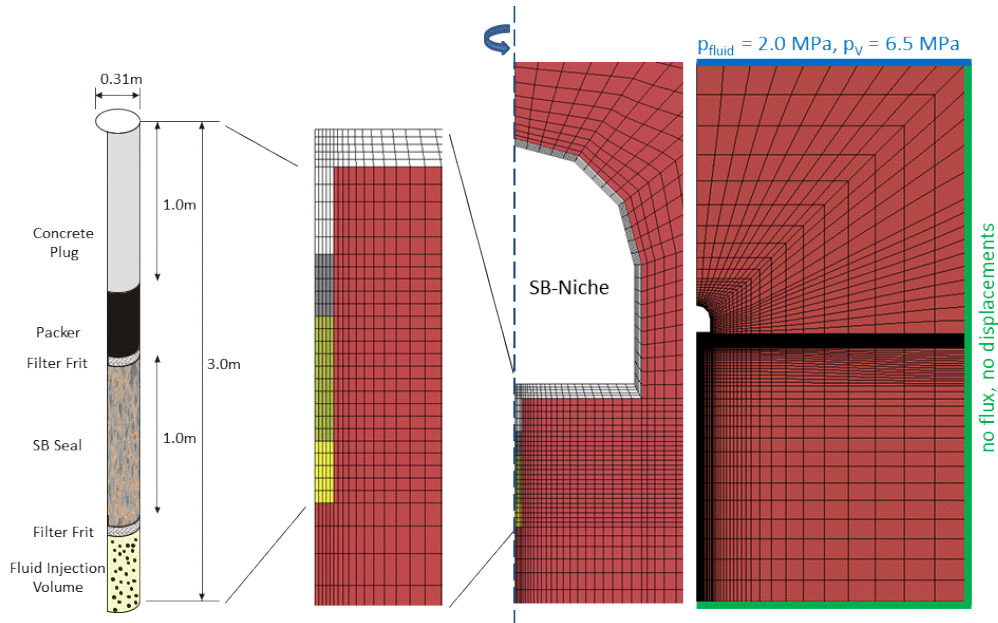 0.31m
1.0m
Concrete
Plug
Packer
Filter Frit
3.0m
SB Seal
1.0m
Filter Frit
Fluid Injection
Volume
SB-Niche
pfluid = 2.0 MPa, pV = 6.5 MPa
no flux, no displacements